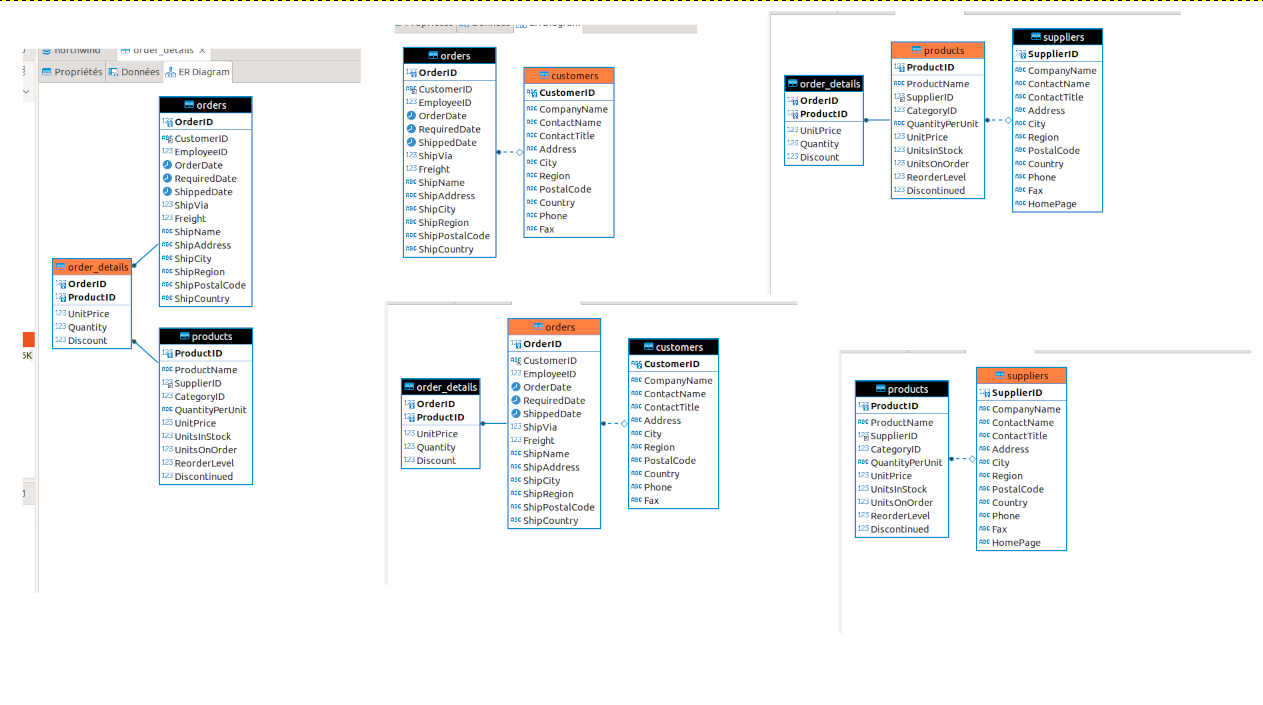 northwind order_details
Propriétés Données ER Diagram
orders
OrderID
CustomerID
EmployeeID
OrderDate
RequiredDate
ShippedDate
ShipVia
Freight
ShipName
ShipAddress
ShipCity
ShipRegion
ShipPostalCode
ShipCountry
order_details
OrderID
ProductID
UnitPrice
Quantity
Discount
products
ProductID
ProductName
SupplierID
CategoryID
QuantityPerUnit
UnitPrice
UnitsInStock
UnitsOnOrder
ReorderLevel
Discontinued
5K
orders
OrderID
CustomerID
EmployeeID
OrderDate
RequiredDate
ShippedDate
ShipVia
Freight
ShipName
ShipAddress
ShipCity
ShipRegion
ShipPostalCode
ShipCountry
customers
CustomerID
CompanyName
ContactName
ContactTitle
Address
City
Region
PostalCode
Country
Phone
Fax
order_details
OrderID
ProductID
UnitPrice
Quantity
Discount
products
ProductID
ProductName
SupplierID
CategoryID
QuantityPerUnit
UnitPrice
UnitsInStock
UnitsOnOrder
ReorderLevel
Discontinued
suppliers
SupplierID
CompanyName
ContactName
ContactTitle
Address
City
Region
PostalCode
Country
Phone
Fax
HomePage
order_details
OrderID
ProductID
UnitPrice
Quantity
Discount
orders
OrderID
CustomerID
EmployeeID
OrderDate
RequiredDate
ShippedDate
ShipVia
Freight
ShipName
ShipAddress
ShipCity
ShipRegion
ShipPostalCode
ShipCountry
customers
CustomerID
CompanyName
ContactName
ContactTitle
Address
City
Region
PostalCode
Country
Phone
Fax
products
ProductID
ProductName
SupplierID
CategoryID
QuantityPerUnit
UnitPrice
UnitsInStock
UnitsOnOrder
ReorderLevel
Discontinued
suppliers
SupplierID
CompanyName
ContactName
ContactTitle
Address
City
Region
PostalCode
Country
Phone
Fax
HomePage